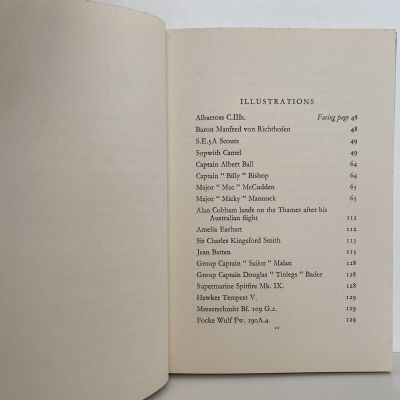 ILLUSTRATIONS
Albatross C.IIIs. Facing page 48
Baron Manfred von Richthofen 48
S.E.5A Scouts 49
Sopwith Camel 49
Captain Albert Ball 64
Captain "Billy" Bishop 64
Major "Mac" McCudden 65
Major "Micky" Mannock 65
Alan Cobham lands on the Thames after his
Australian flight 112
Amelia Earhart 112
Sir Charles Kingsford Smith 113
Jean Batten 113
Group Captain "Sailor" Malan 128
Group Captain Douglas "Tinlegs" Bader 128
Supermarine Spitfire Mk. IX. 128
Hawker Tempest V. 129
Messerschmitt Bf. 109 G.2. 129
Focke Wulf Fw. 190A.4. 129